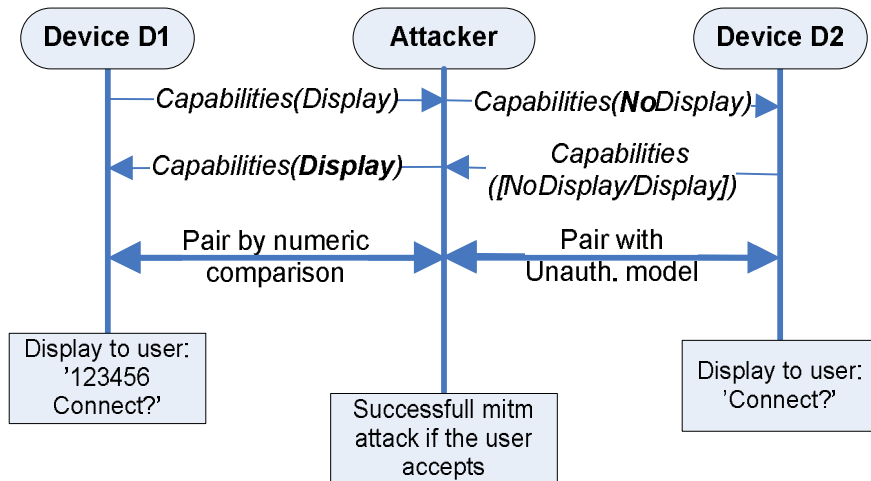 Device D1
Attacker
Device D2
Capabilities(Display)
Capabilities(NoDisplay)
Capabilities(Display)
Capabilities
([NoDisplay/Display])
Pair by numeric
comparison
Pair with
Unauth. model
Display to user:
'123456
Connect?'
Successfull mitm
attack if the user
accepts
Display to user:
'Connect?'